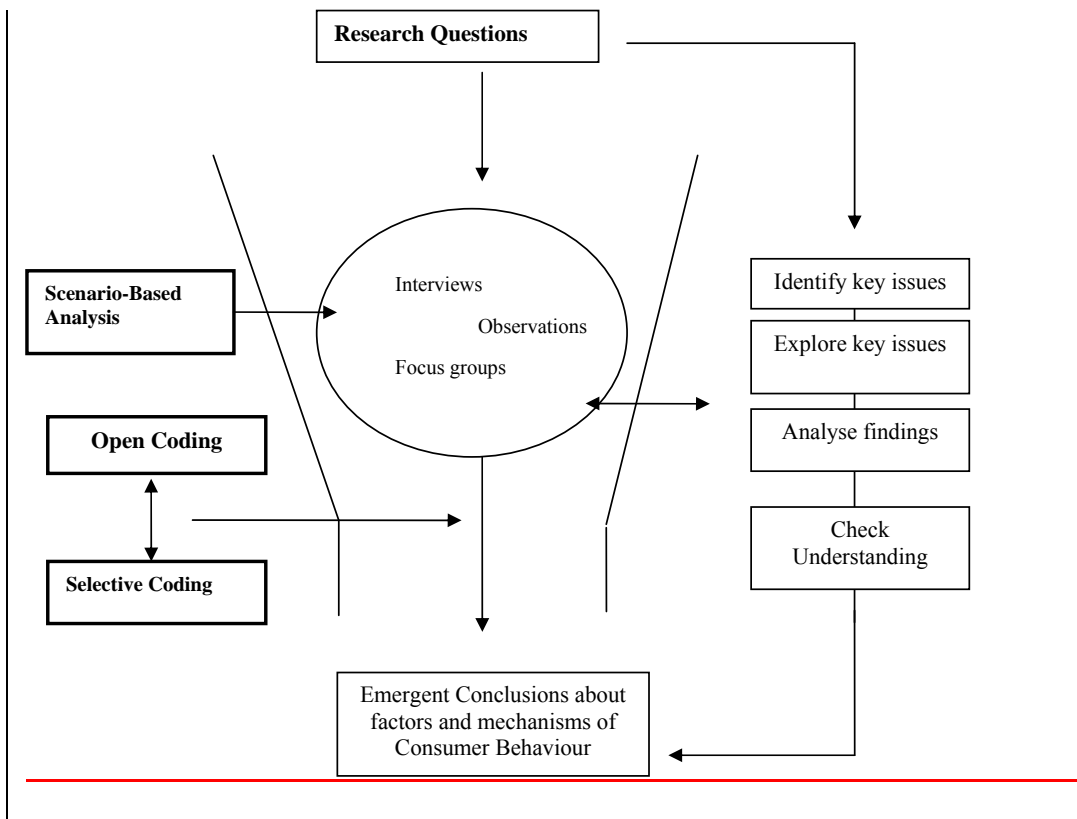 Research Questions
Scenario-Based
Analysis
Interviews
Observations
Focus groups
Open Coding
Selective Coding
Identify key issues
Explore key issues
Analyse findings
Check
Understanding
Emergent Conclusions about
factors and mechanisms of
Consumer Behaviour